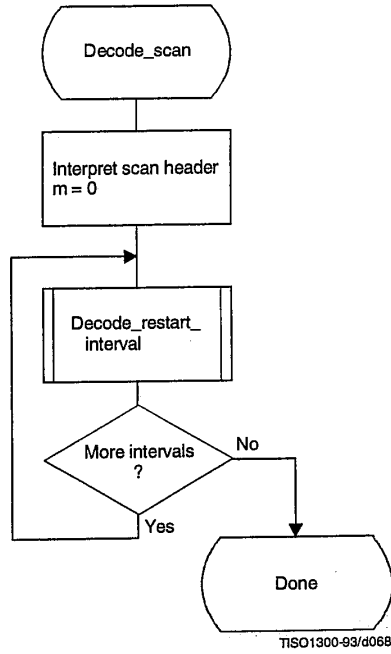 Decode_scan
Interpret scan header
m = 0
Decode_restart_
interval
More intervals
?
No
Yes
Done
TISO1300-93/d068